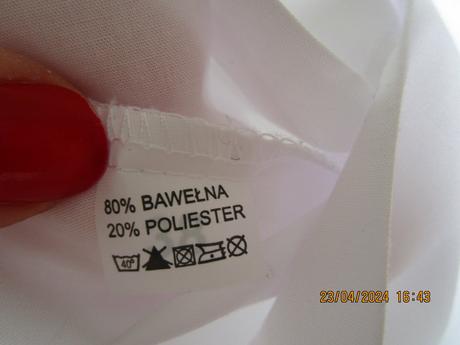 80% BAWEŁNA
20% POLIESTER
40°
23/04/2024 16:43